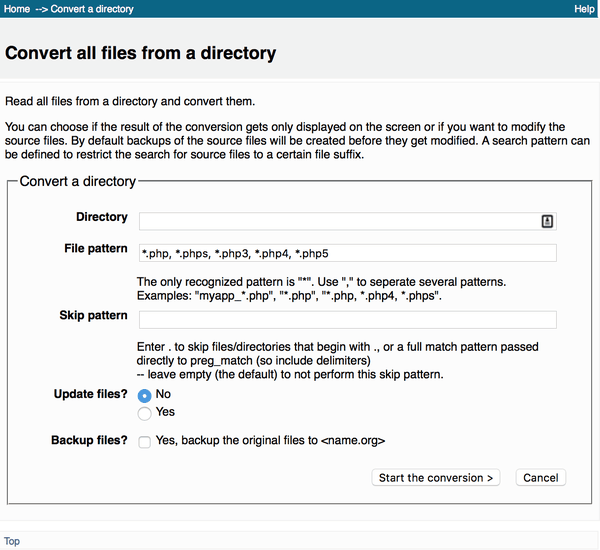 Home --> Convert a directory Help
Convert all files from a directory
Read all files from a directory and convert them.
You can choose if the result of the conversion gets only displayed on the screen or if you want to modify the
source files. By default backups of the source files will be created before they get modified. A search pattern can
be defined to restrict the search for source files to a certain file suffix.
Convert a directory
Directory
File pattern *.php, *.phps, *.php3, *.php4, *.php5
The only recognized pattern is "*". Use "," to seperate several patterns.
Examples: "myapp_*.php", "*.php", "*.php, *.php4, *.phps".
Skip pattern
Enter . to skip files/directories that begin with ., or a full match pattern passed
directly to preg_match (so include delimiters)
-- leave empty (the default) to not perform this skip pattern.
Update files? No
Yes
Backup files? Yes, backup the original files to <name.org>
Start the conversion > Cancel
Top